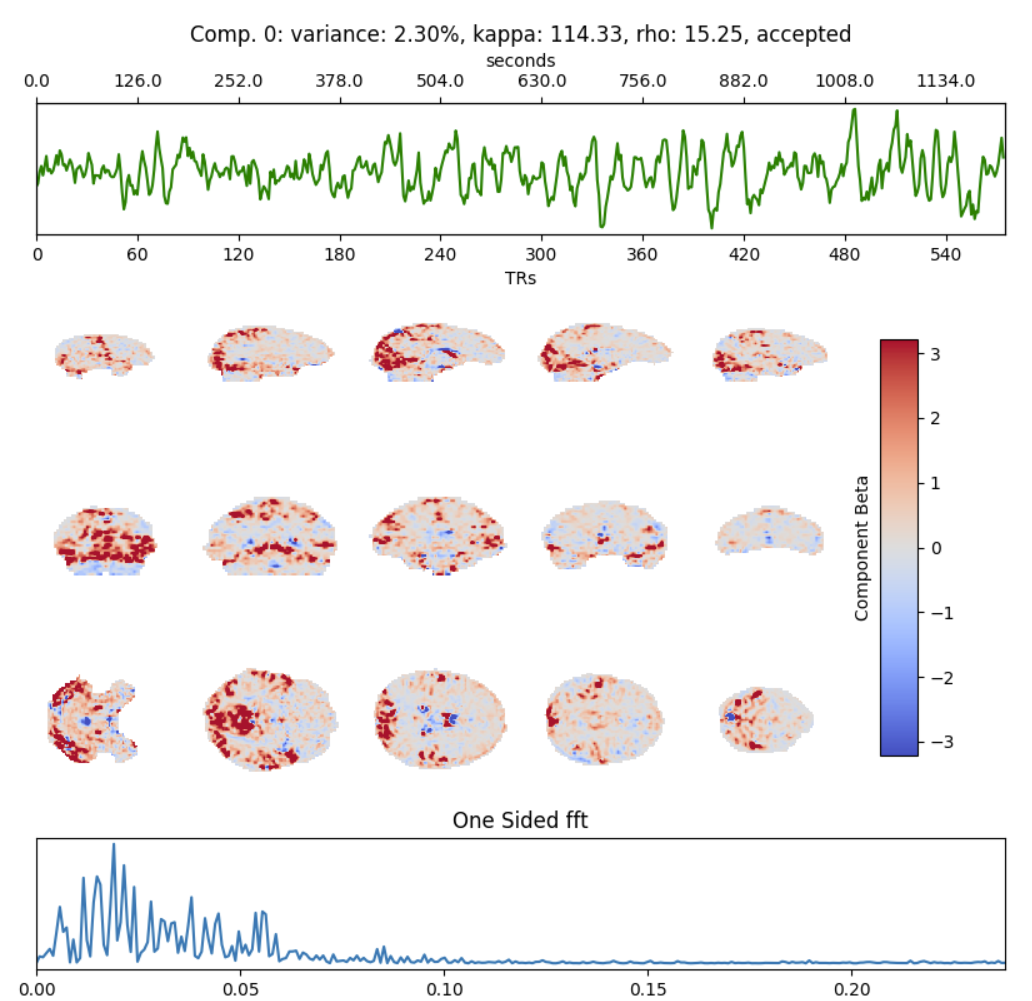 Comp. 0: variance: 2.30%, kappa: 114.33, rho: 15.25, accepted
seconds
0.0 126.0 252.0 378.0 504.0 630.0 756.0 882.0 1008.0 1134.0
0 60 120 180 240 300 360 420 480 540
TRs
3
2
1
0
−1
−2
−3
Component Beta
One Sided fft
0.00 0.05 0.10 0.15 0.20